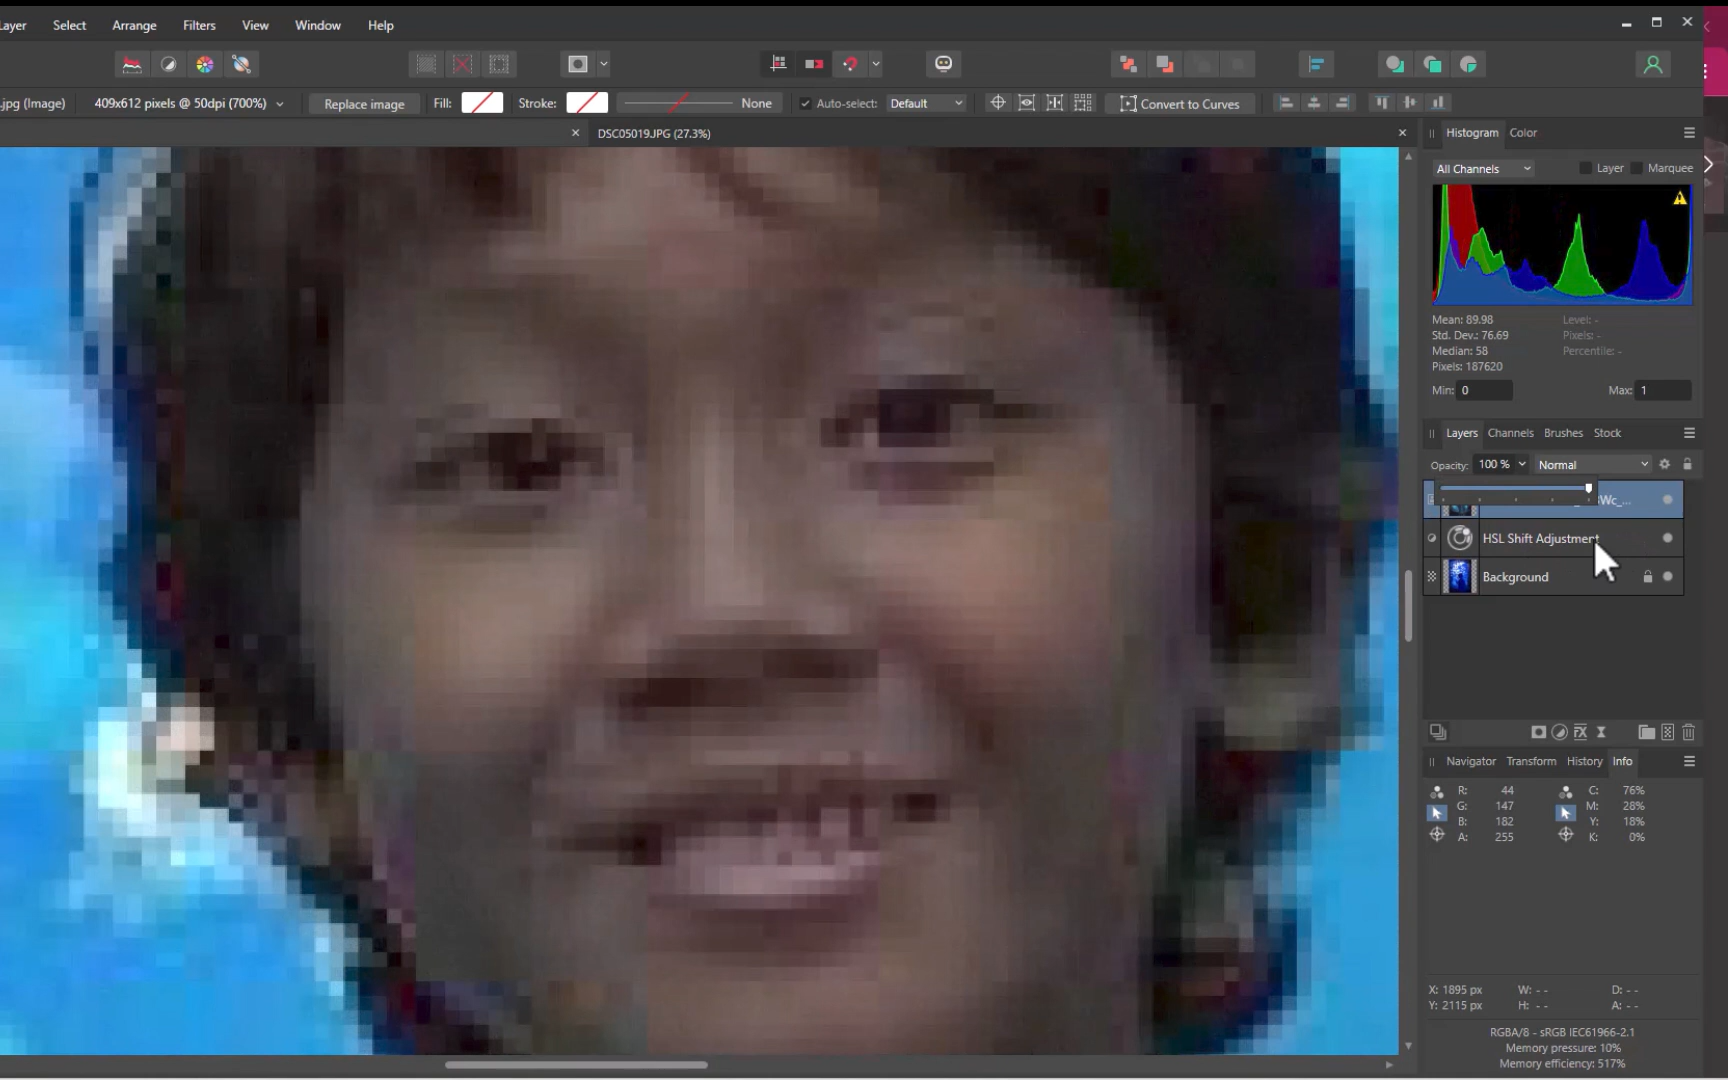 Layer Select Arrange Filters View Window Help
.jpg (Image) 409x612 pixels @ 50dpi (700%) Replace image Fill: Stroke: None Auto-select: Default Convert to Curves
DSC05019.JPG (27.3%)
Histogram Color
All Channels Layer Marquee
Mean: 89.98 Level: -
Std. Dev.: 76.69 Pixels: -
Median: 58 Percentile: -
Pixels: 187620
Min: 0 Max: 1
Layers Channels Brushes Stock
Opacity: 100 % Normal
Wc_...
HSL Shift Adjustment
Background
Navigator Transform History Info
R: 44 C: 76%
G: 147 M: 28%
B: 182 Y: 18%
A: 255 K: 0%
X: 1895 px W: - - D: - -
Y: 2115 px H: - - A: - -
RGBA/8 - sRGB IEC61966-2.1
Memory pressure: 10%
Memory efficiency: 517%